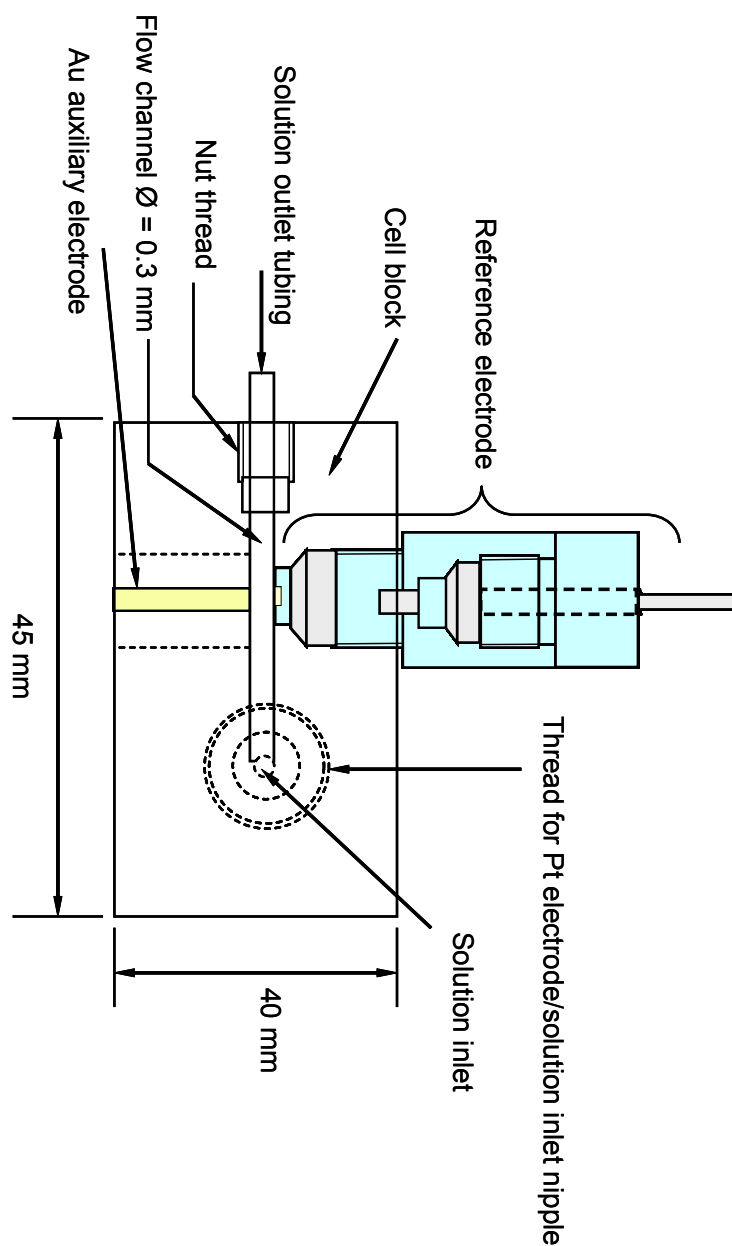 Reference electrode
Cell block
Solution outlet tubing
Nut thread
Flow channel Ø = 0.3 mm
Au auxiliary electrode
Thread for Pt electrode/solution inlet nipple
Solution inlet
40 mm
45 mm